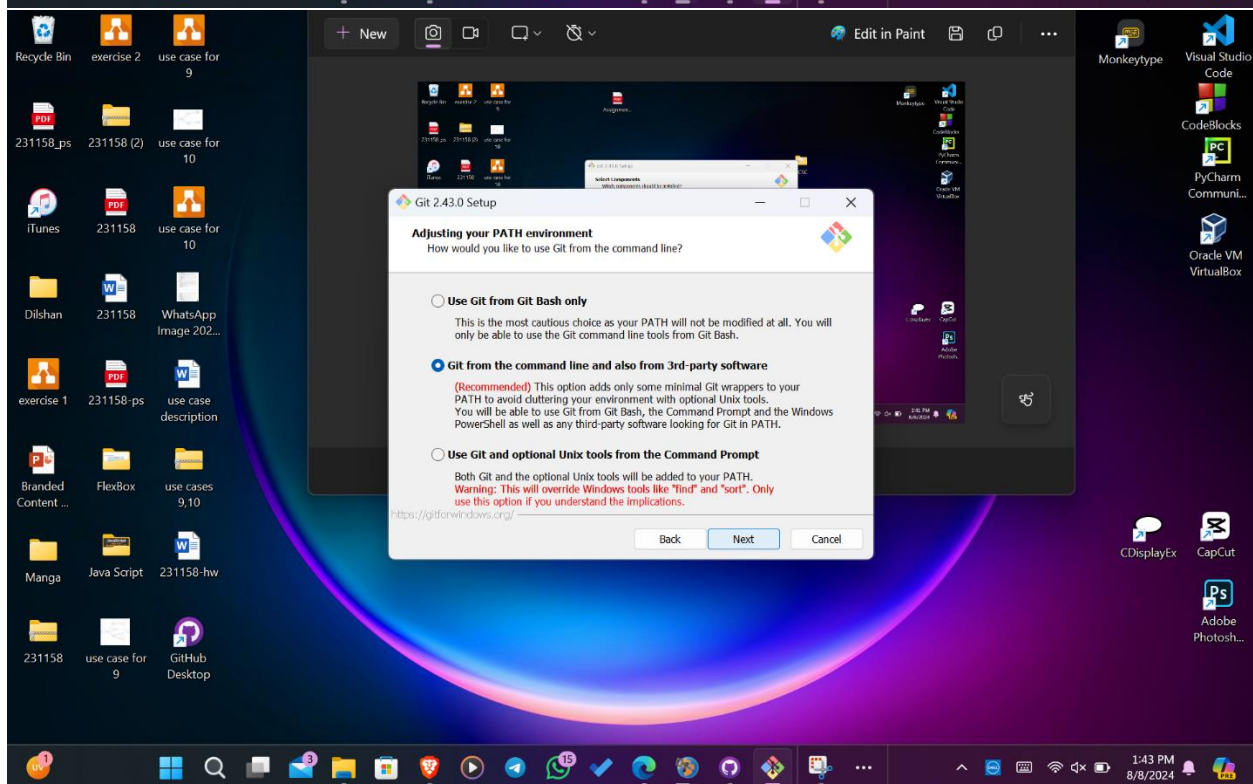 + New
Edit in Paint
Recycle Bin
exercise 2
use case for
9
231158_ps
231158 (2)
use case for
10
iTunes
231158
use case for
10
Dilshan
231158
WhatsApp
Image 202...
exercise 1
231158-ps
use case
description
Branded
Content ...
FlexBox
use cases
9,10
Manga
Java Script
231158-hw
231158
use case for
9
GitHub
Desktop
Git 2.43.0 Setup
Adjusting your PATH environment
How would you like to use Git from the command line?
Use Git from Git Bash only
This is the most cautious choice as your PATH will not be modified at all. You will
only be able to use the Git command line tools from Git Bash.
Git from the command line and also from 3rd-party software
(Recommended) This option adds only some minimal Git wrappers to your
PATH to avoid cluttering your environment with optional Unix tools.
You will be able to use Git from Git Bash, the Command Prompt and the Windows
PowerShell as well as any third-party software looking for Git in PATH.
Use Git and optional Unix tools from the Command Prompt
Both Git and the optional Unix tools will be added to your PATH.
Warning: This will override Windows tools like "find" and "sort". Only
use this option if you understand the implications.
https://gitforwindows.org/
Back
Next
Cancel
Monkeytype
Visual Studio
Code
CodeBlocks
PyCharm
Communi...
Oracle VM
VirtualBox
CDisplayEx
CapCut
Adobe
Photosh...
1:43 PM
8/8/2024